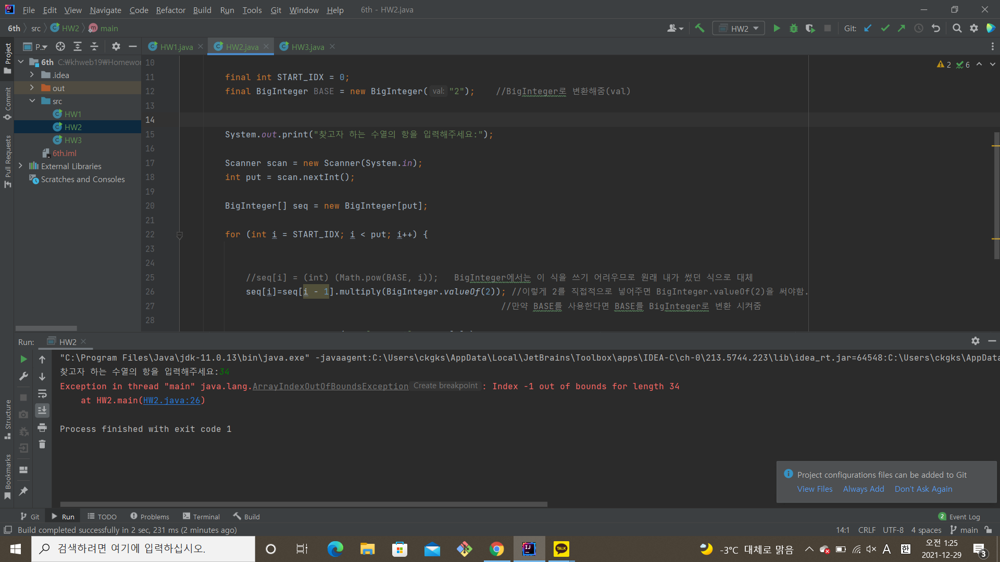 File Edit View Navigate Code Refactor Build Run Tools Git Window Help 6th - HW2.java
6th src HW2 main
HW2 Git:
Project
P..
HW1.java HW2.java HW3.java
6th C:₩khweb19₩Homewor
.idea
out
src
HW1
HW2
HW3
6th.iml
External Libraries
Scratches and Consoles
Commit
Pull Requests
Structure
Bookmarks
2 6
10
11 final int START_IDX = 0;
12 final BigInteger BASE = new BigInteger( val: "2"); //BigInteger로 변환해줌(val)
13
14
15 System.out.print("찾고자 하는 수열의 항을 입력해주세요:");
16
17 Scanner scan = new Scanner(System.in);
18 int put = scan.nextInt();
19
20 BigInteger[] seq = new BigInteger[put];
21
22 for (int i = START_IDX; i < put; i++) {
23
24
25 //seq[i] = (int) (Math.pow(BASE, i)); BigInteger에서는 이 식을 쓰기 어려우므로 원래 내가 썼던 식으로 대체
26 seq[i]=seq[i - 1].multiply(BigInteger.valueOf(2)); //이렇게 2를 직접적으로 넣어주면 BigInteger.valueOf(2)을 써야함.
27 //만약 BASE를 사용한다면 BASE를 BigInteger로 변환 시켜줌
28
Run: HW2
"C:\Program Files\Java\jdk-11.0.13\bin\java.exe" -javaagent:C:\Users\ckgks\AppData\Local\JetBrains\Toolbox\apps\IDEA-C\ch-0\213.5744.223\lib\idea_rt.jar=64548:C:\Users\ckgks\AppData
찾고자 하는 수열의 항을 입력해주세요:34
Exception in thread "main" java.lang.ArrayIndexOutOfBoundsException Create breakpoint : Index -1 out of bounds for length 34
at HW2.main(HW2.java:26)
Process finished with exit code 1
Project configurations files can be added to Git
View Files Always Add Don't Ask Again
Git Run TODO Problems Terminal Build 2 Event Log
Build completed successfully in 2 sec, 231 ms (2 minutes ago) 14:1 CRLF UTF-8 4 spaces main
검색하려면 여기에 입력하십시오.
IJ
TALK
-3°C 대체로 맑음
A 한
오전 1:25
2021-12-29
3